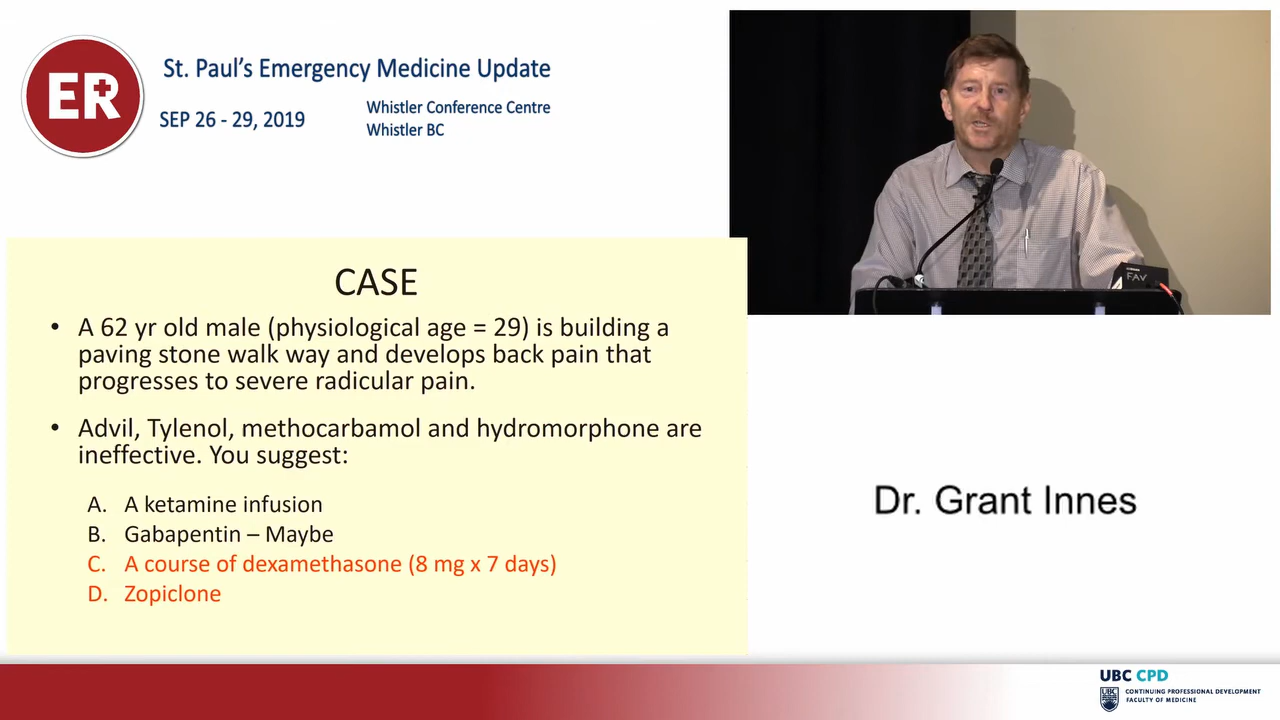 ER
St. Paul's Emergency Medicine Update
SEP 26 - 29, 2019
Whistler Conference Centre
Whistler BC
CASE
• A 62 yr old male (physiological age = 29) is building a
paving stone walk way and develops back pain that
progresses to severe radicular pain.
• Advil, Tylenol, methocarbamol and hydromorphone are
ineffective. You suggest:
A. A ketamine infusion
B. Gabapentin – Maybe
C. A course of dexamethasone (8 mg x 7 days)
D. Zopiclone
FAV
Dr. Grant Innes
UBC CPD
UBC
CONTINUING PROFESSIONAL DEVELOPMENT
FACULTY OF MEDICINE